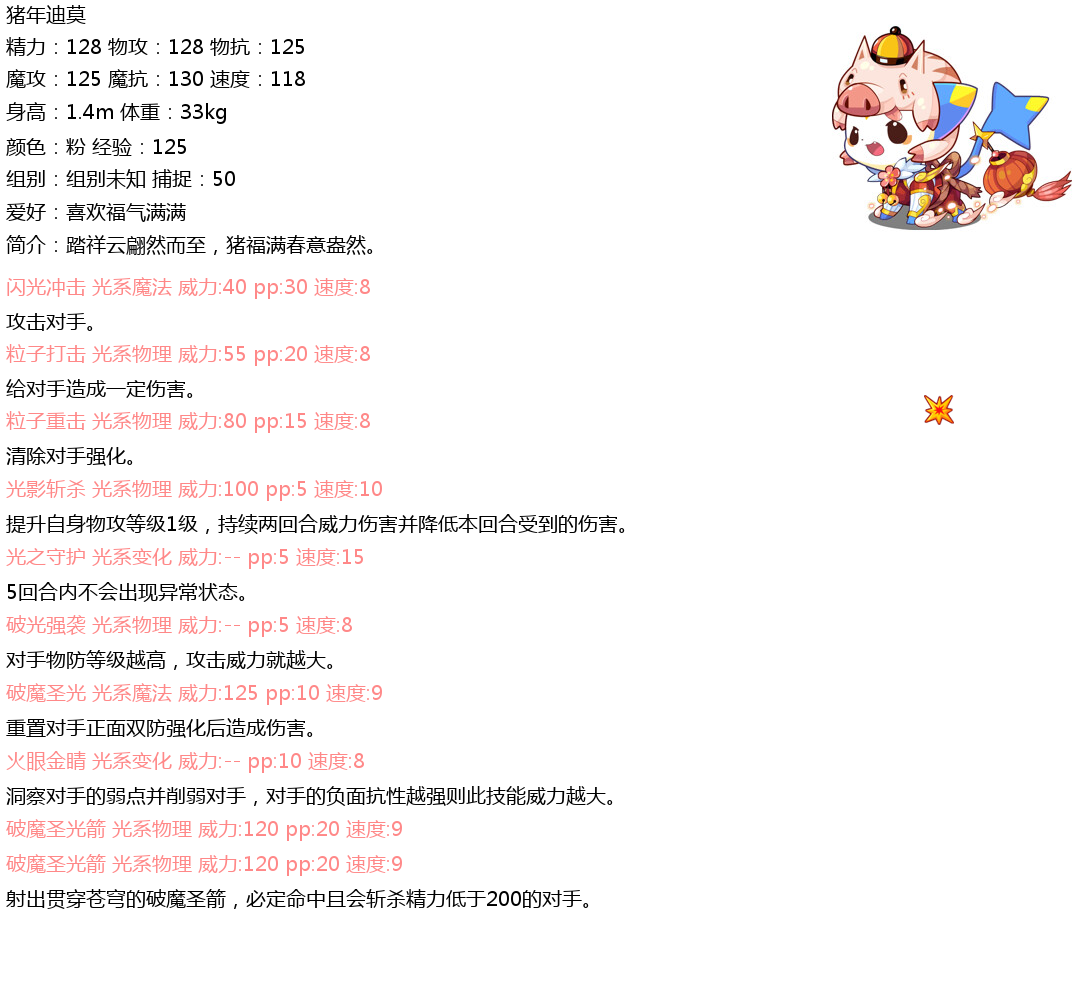 猪年迪莫
精力：128 物攻：128 物抗：125
魔攻：125 魔抗：130 速度：118
身高：1.4m 体重：33kg
颜色：粉 经验：125
组别：组别未知 捕捉：50
爱好：喜欢福气满满
简介：踏祥云翩然而至，猪福满春意盎然。
闪光冲击 光系魔法 威力:40 pp:30 速度:8
攻击对手。
粒子打击 光系物理 威力:55 pp:20 速度:8
给对手造成一定伤害。
粒子重击 光系物理 威力:80 pp:15 速度:8
清除对手强化。
光影斩杀 光系物理 威力:100 pp:5 速度:10
提升自身物攻等级1级，持续两回合威力伤害并降低本回合受到的伤害。
光之守护 光系变化 威力:-- pp:5 速度:15
5回合内不会出现异常状态。
破光强袭 光系物理 威力:-- pp:5 速度:8
对手物防等级越高，攻击威力就越大。
破魔圣光 光系魔法 威力:125 pp:10 速度:9
重置对手正面双防强化后造成伤害。
火眼金睛 光系变化 威力:-- pp:10 速度:8
洞察对手的弱点并削弱对手，对手的负面抗性越强则此技能威力越大。
破魔圣光箭 光系物理 威力:120 pp:20 速度:9
破魔圣光箭 光系物理 威力:120 pp:20 速度:9
射出贯穿苍穹的破魔圣箭，必定命中且会斩杀精力低于200的对手。